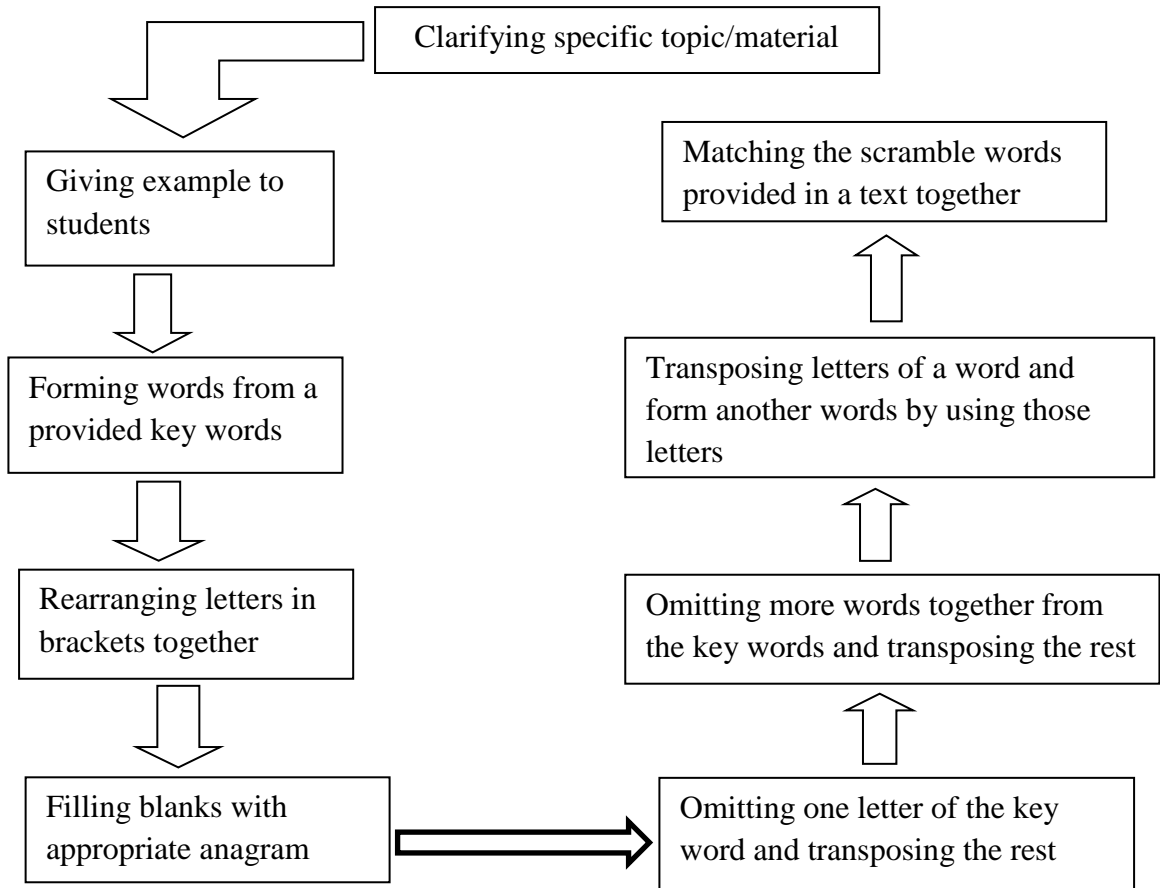 Clarifying specific topic/material
Giving example to
students
Forming words from a
provided key words
Rearranging letters in
brackets together
Filling blanks with
appropriate anagram
Omitting one letter of the key
word and transposing the rest
Omitting more words together from
the key words and transposing the rest
Transposing letters of a word and
form another words by using those
letters
Matching the scramble words
provided in a text together